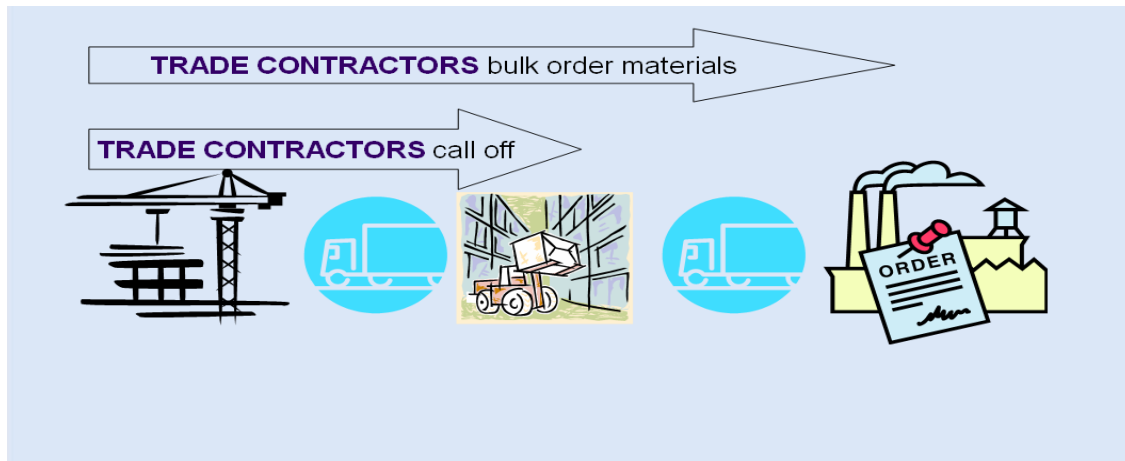 TRADE CONTRACTORS bulk order materials
TRADE CONTRACTORS call off
ORDER